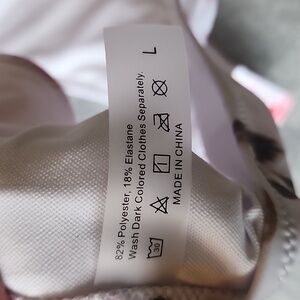 L
82% Polyester, 18% Elastane
Wash Dark Colored Clothes Separately.
30
MADE IN CHINA